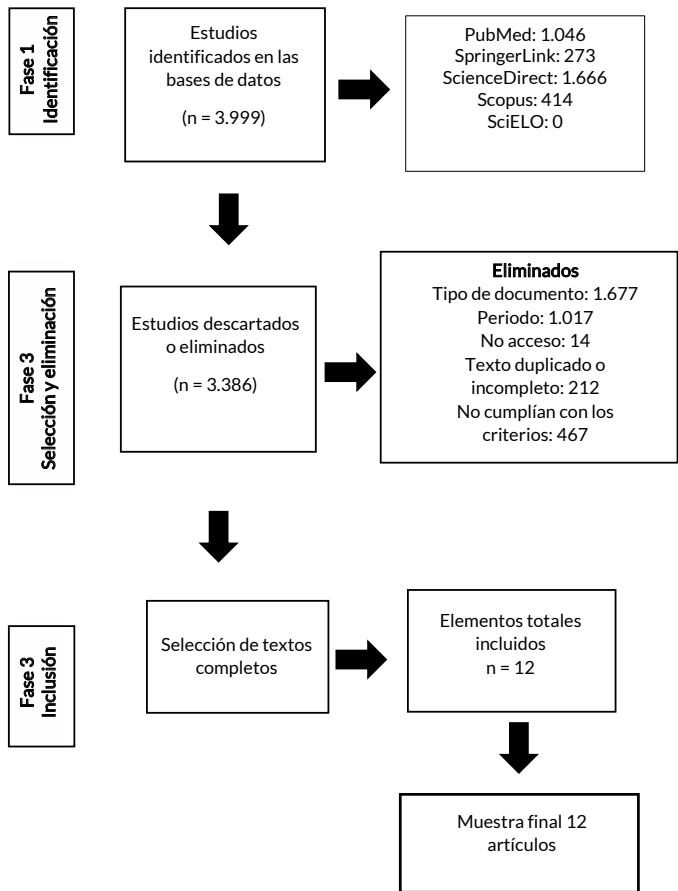 Fase 1
Identificación
Estudios
identificados en las
bases de datos
(n = 3.999)
PubMed: 1.046
SpringerLink: 273
ScienceDirect: 1.666
Scopus: 414
SciELO: 0
Fase 3
Selección y eliminación
Estudios descartados
o eliminados
(n = 3.386)
Eliminados
Tipo de documento: 1.677
Periodo: 1.017
No acceso: 14
Texto duplicado o
incompleto: 212
No cumplían con los
criterios: 467
Fase 3
Inclusión
Selección de textos
completos
Elementos totales
incluidos
n = 12
Muestra final 12
artículos